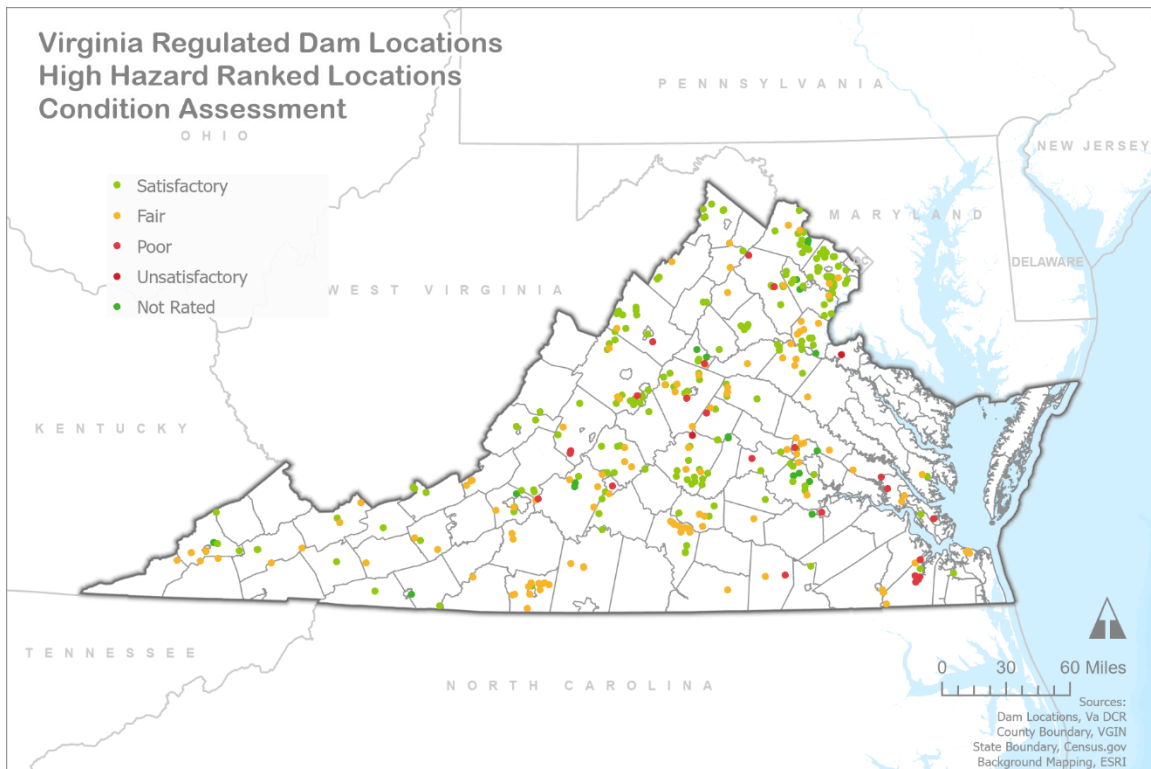 Virginia Regulated Dam Locations
High Hazard Ranked Locations
Condition Assessment
PENNSYLVANIA
OHIO
NEW JERSEY
Satisfactory
Fair
Poor
Unsatisfactory
Not Rated
MARYLAND
DC
DELAWARE
WEST VIRGINIA
KENTUCKY
TENNESSEE
NORTH CAROLINA
0 30 60 Miles
Sources:
Dam Locations, Va DCR
County Boundary, VGIN
State Boundary, Census.gov
Background Mapping, ESRI